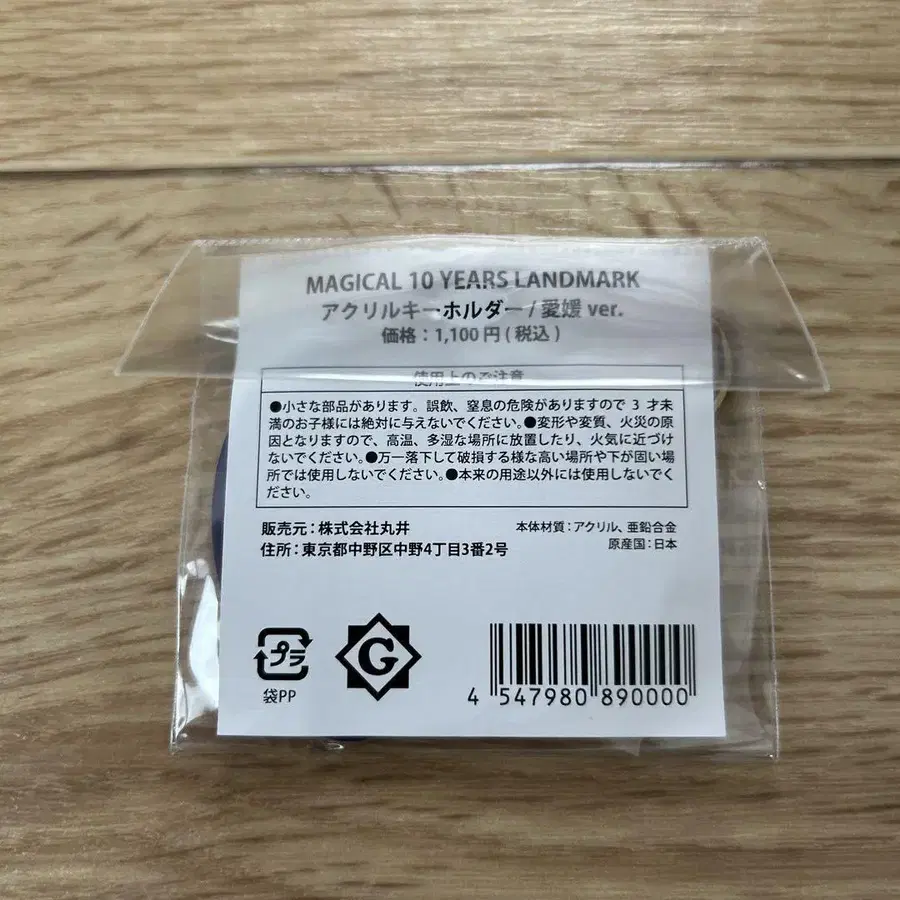 MAGICAL 10 YEARS LANDMARK
アクリルキーホルダー / 愛媛 ver.
価格：1,100円 ( 税込 )
使用上のご注意
●小さな部品があります。誤飲、窒息の危険がありますので 3 才未
満のお子様には絶対に与えないでください。●変形や変質、火災の原
因となりますので、高温、多湿な場所に放置したり、火気に近づけ
ないでください。●万一落下して破損する様な高い場所や下が固い場
所では使用しないでください。●本来の用途以外には使用しないでく
ださい。
販売元：株式会社丸井
住所：東京都中野区中野4丁目3番2号
本体材質：アクリル、亜鉛合金
原産国：日本
プラ
袋PP
G
4 547980 890000